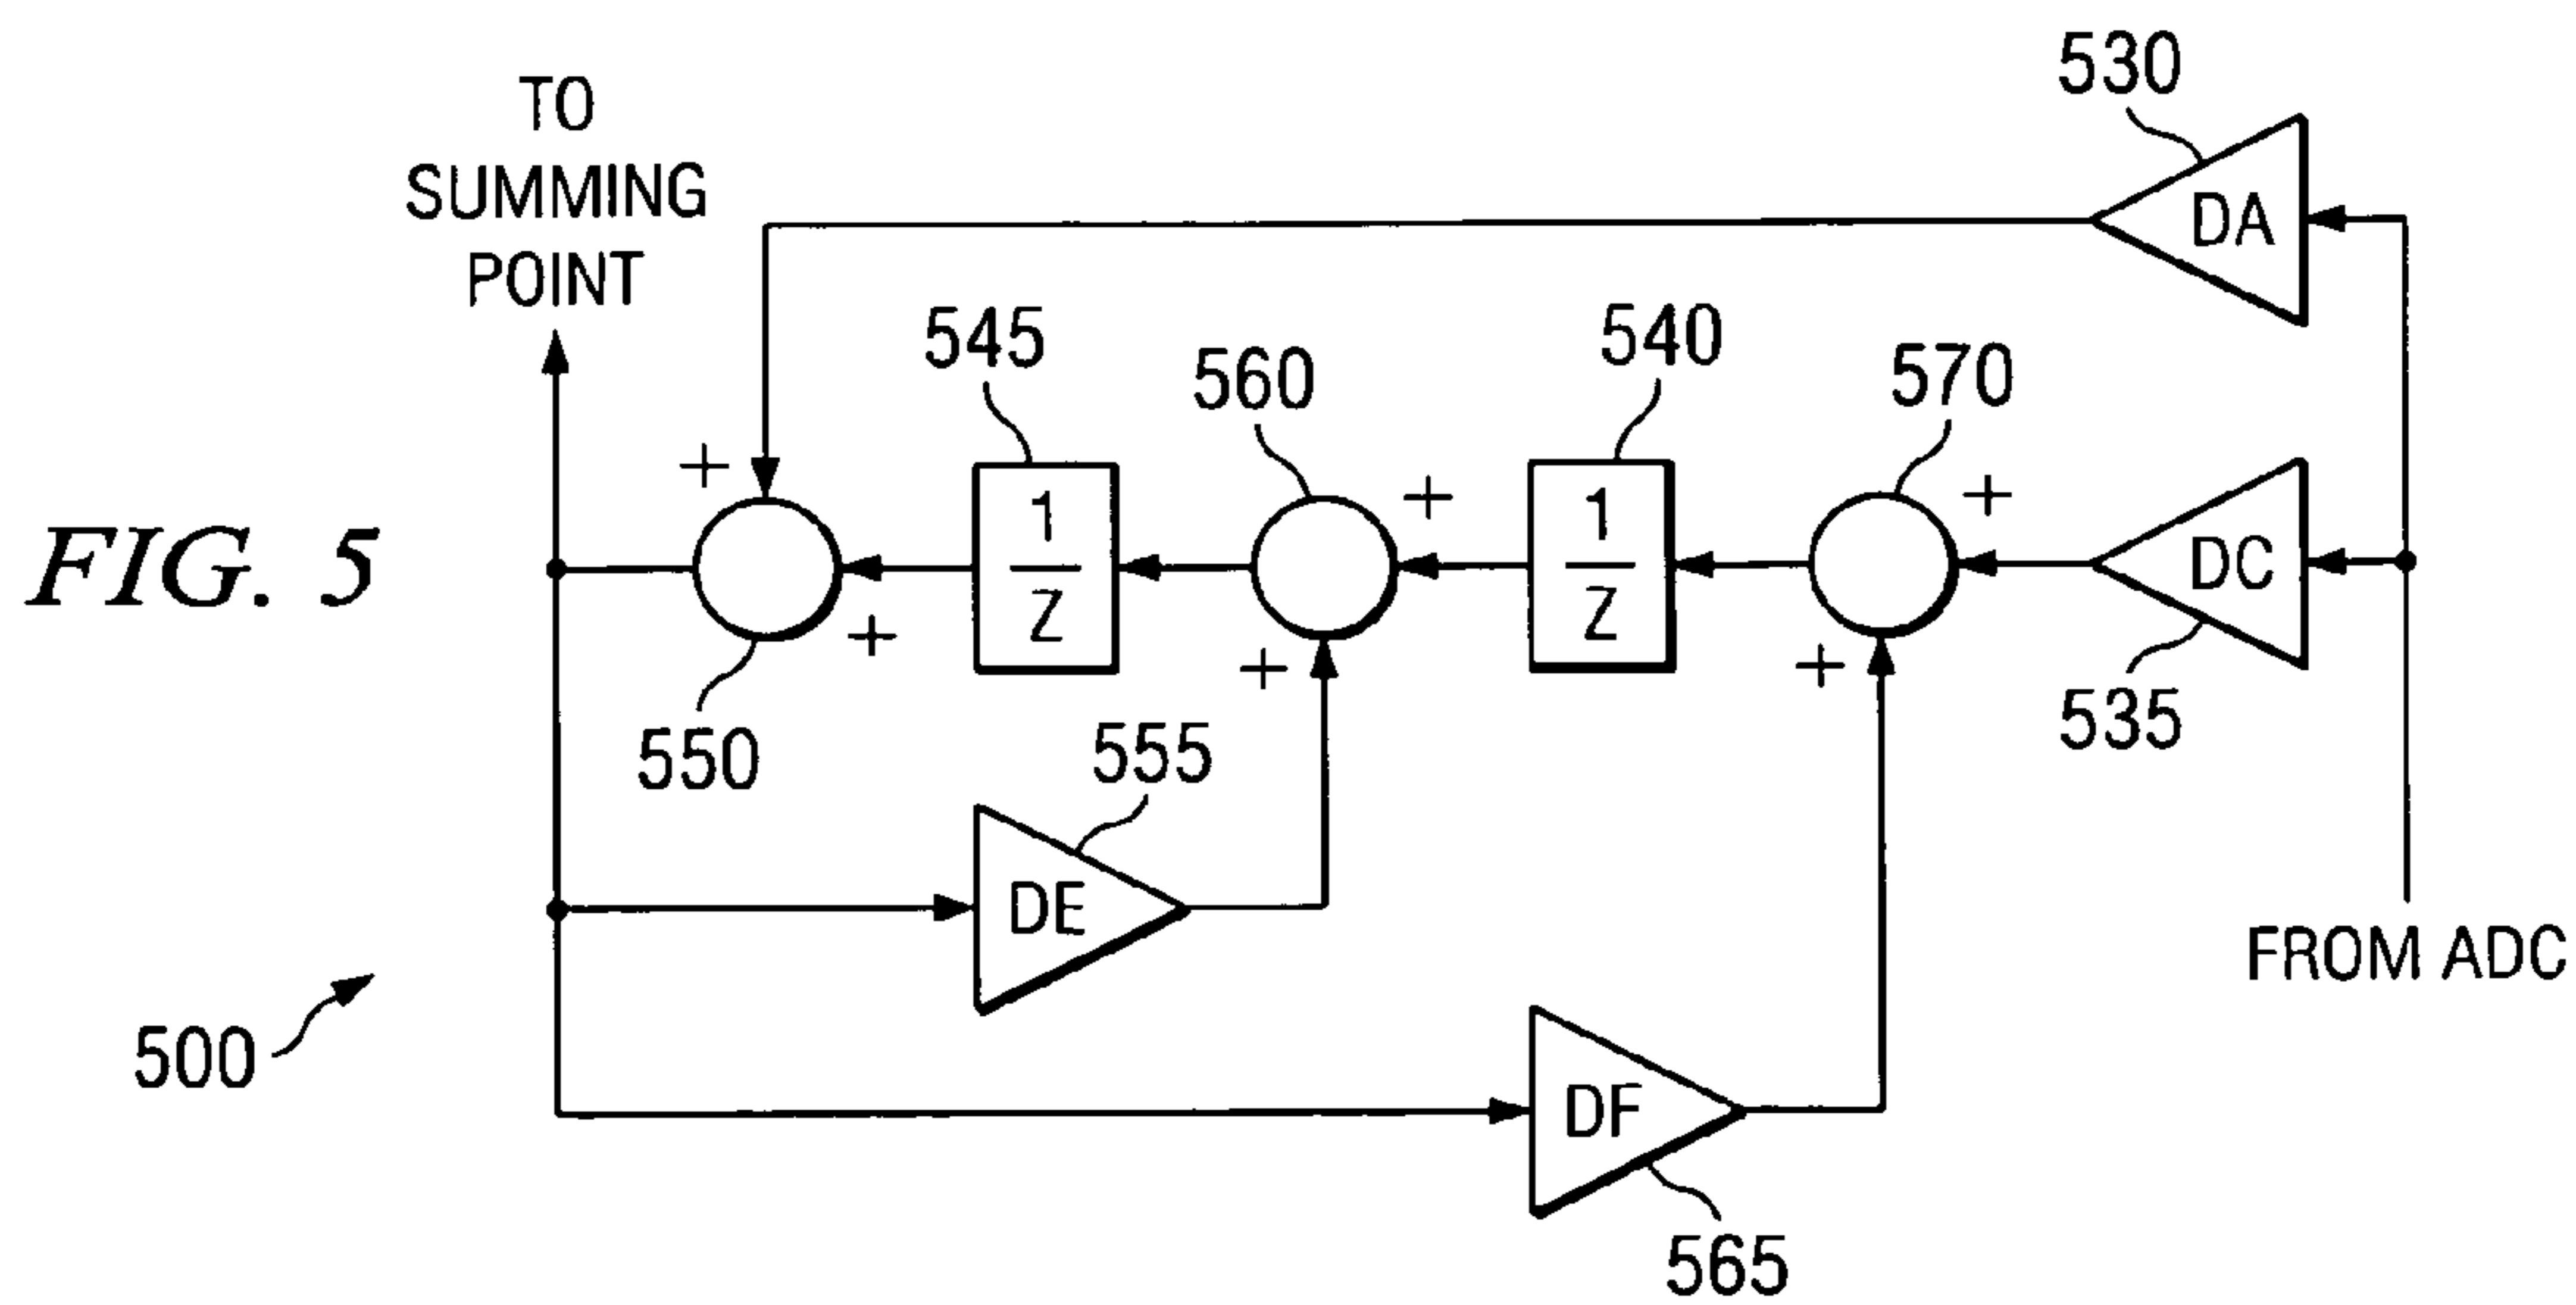 530
TO
SUMMING
POINT
DA
545
560
540
570
+
+
+
1
Z
1
Z
DC
FIG. 5
+
+
+
550
555
535
DE
FROM ADC
500
DF
565